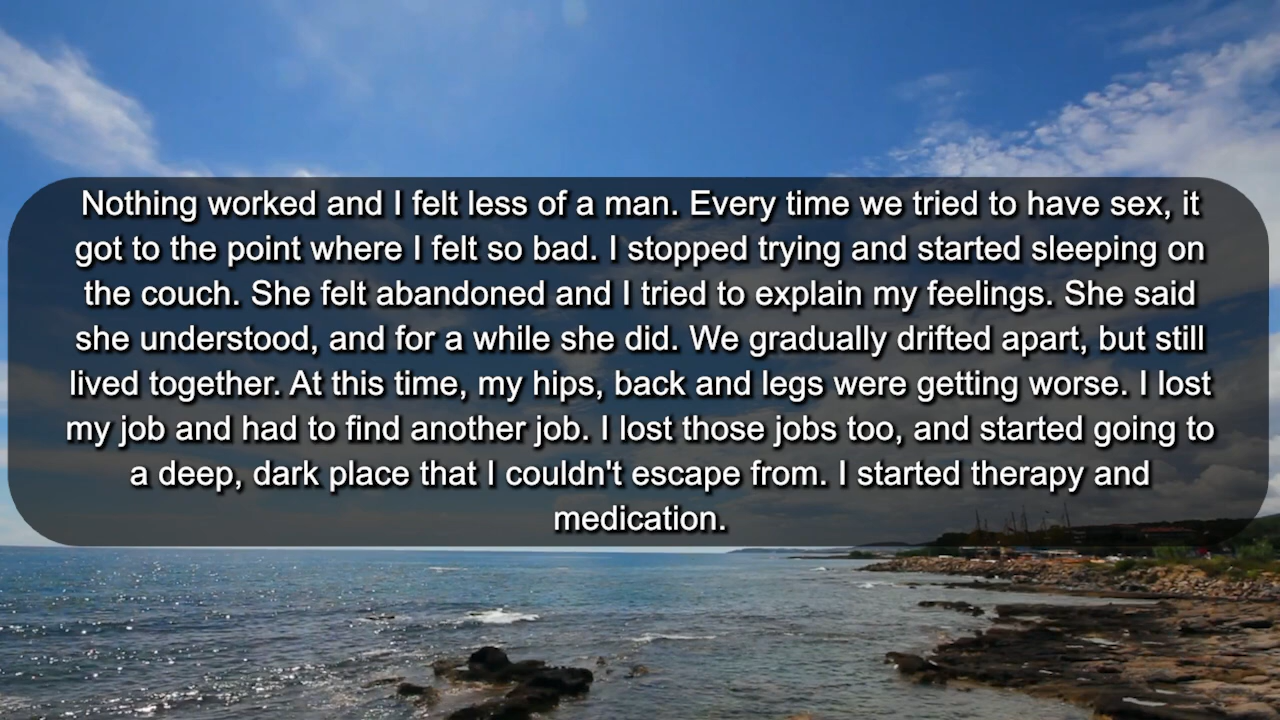 Nothing worked and I felt less of a man. Every time we tried to have sex, it
got to the point where I felt so bad. I stopped trying and started sleeping on
the couch. She felt abandoned and I tried to explain my feelings. She said
she understood, and for a while she did. We gradually drifted apart, but still
lived together. At this time, my hips, back and legs were getting worse. I lost
my job and had to find another job. I lost those jobs too, and started going to
a deep, dark place that I couldn't escape from. I started therapy and
medication.